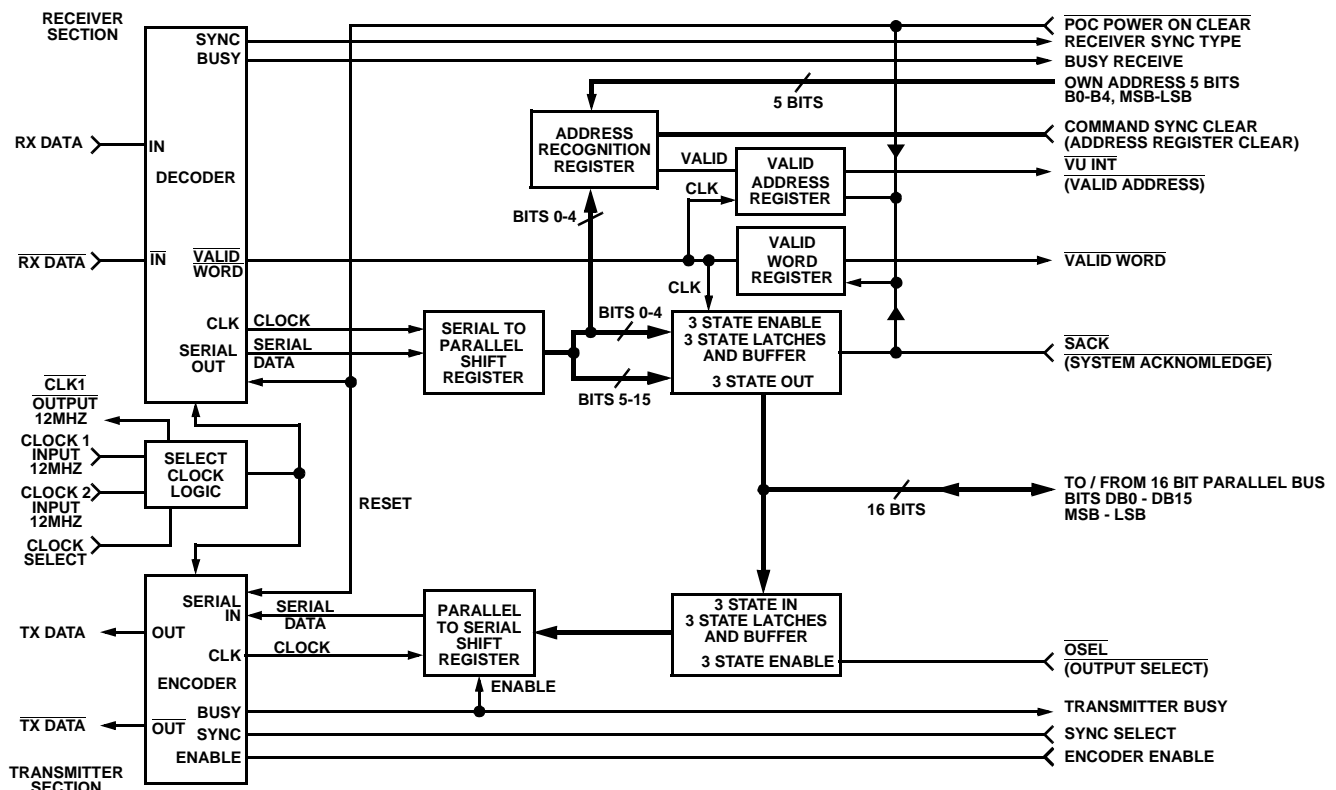 RECEIVER
SECTION
SYNC
BUSY
POC POWER ON CLEAR
RECEIVER SYNC TYPE
BUSY RECEIVE
OWN ADDRESS 5 BITS
B0-B4, MSB-LSB
5 BITS
RX DATA
IN
DECODER
ADDRESS
RECOGNITION
REGISTER
COMMAND SYNC CLEAR
(ADDRESS REGISTER CLEAR)
VALID
VALID
ADDRESS
REGISTER
VU INT
(VALID ADDRESS)
CLK
BITS 0-4
RX DATA
IN
VALID
WORD
VALID
WORD
REGISTER
VALID WORD
CLK
CLK
CLOCK
SERIAL
OUT
SERIAL
DATA
SERIAL TO
PARALLEL
SHIFT
REGISTER
BITS 0-4
BITS 5-15
3 STATE ENABLE
3 STATE LATCHES
AND BUFFER
3 STATE OUT
SACK
(SYSTEM ACKNOMLEDGE)
CLK1
OUTPUT
12MHZ
CLOCK 1
INPUT
12MHZ
CLOCK 2
INPUT
12MHZ
CLOCK
SELECT
SELECT
CLOCK
LOGIC
RESET
16 BITS
TO / FROM 16 BIT PARALLEL BUS
BITS DB0 - DB15
MSB - LSB
SERIAL
IN
SERIAL
DATA
TX DATA
OUT
CLK
CLOCK
ENCODER
PARALLEL
TO SERIAL
SHIFT
REGISTER
3 STATE IN
3 STATE LATCHES
AND BUFFER
3 STATE ENABLE
OSEL
(OUTPUT SELECT)
ENABLE
BUSY
TRANSMITTER BUSY
TX DATA
OUT
SYNC
SYNC SELECT
ENABLE
ENCODER ENABLE
TRANSMITTER
SECTION